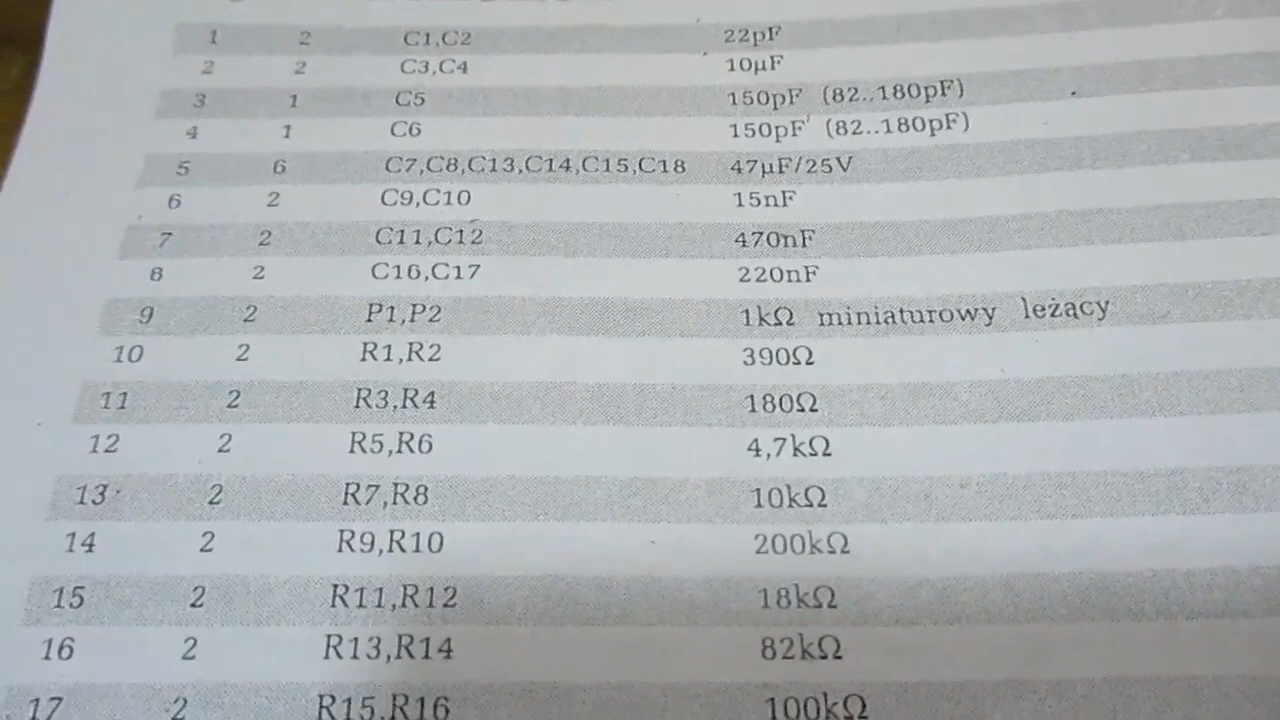 1 2 C1,C2 22pF
2 2 C3,C4 10µF
3 1 C5 150pF (82..180pF)
4 1 C6 150pF (82..180pF)
5 6 C7,C8,C13,C14,C15,C18 47µF/25V
6 2 C9,C10 15nF
7 2 C11,C12 470nF
8 2 C16,C17 220nF
9 2 P1,P2 1kΩ miniaturowy leżący
10 2 R1,R2 390Ω
11 2 R3,R4 180Ω
12 2 R5,R6 4,7kΩ
13 2 R7,R8 10kΩ
14 2 R9,R10 200kΩ
15 2 R11,R12 18kΩ
16 2 R13,R14 82kΩ
17 2 R15,R16 100kΩ